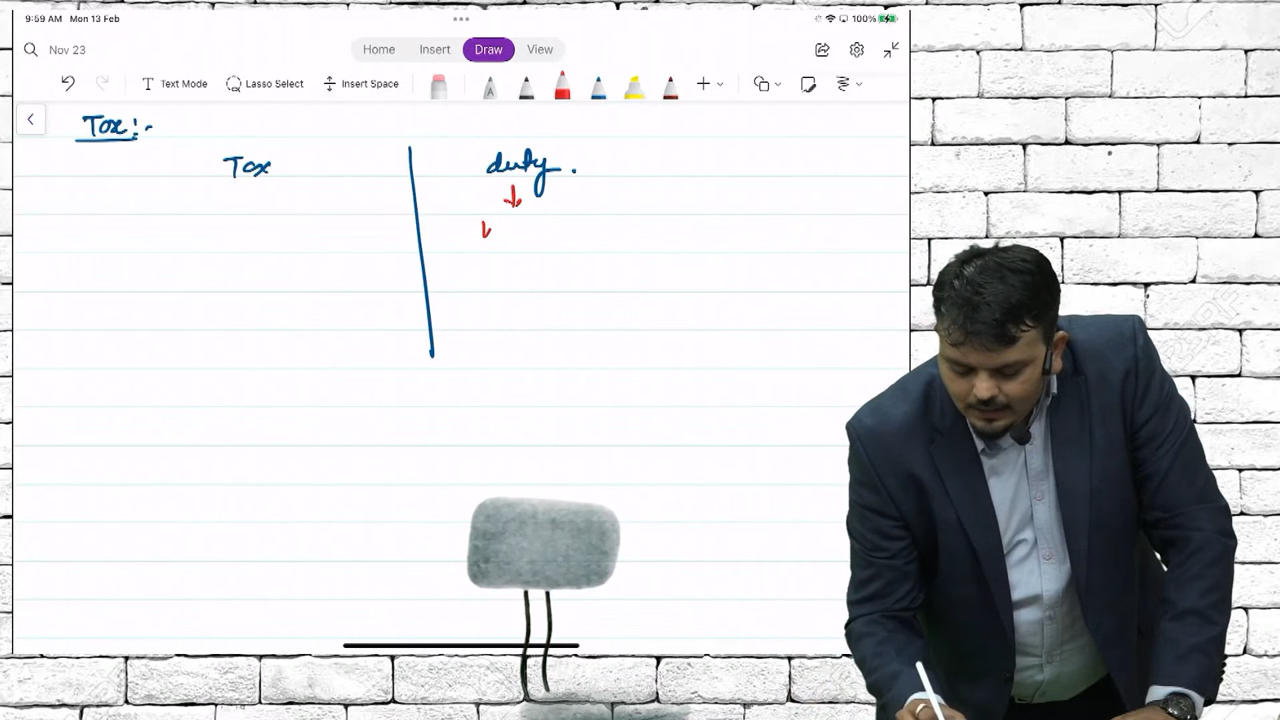 9:59 AM Mon 13 Feb
100%
Nov 23
Home Insert Draw View
Text Mode Lasso Select Insert Space
Tax:-
Tax
duty.